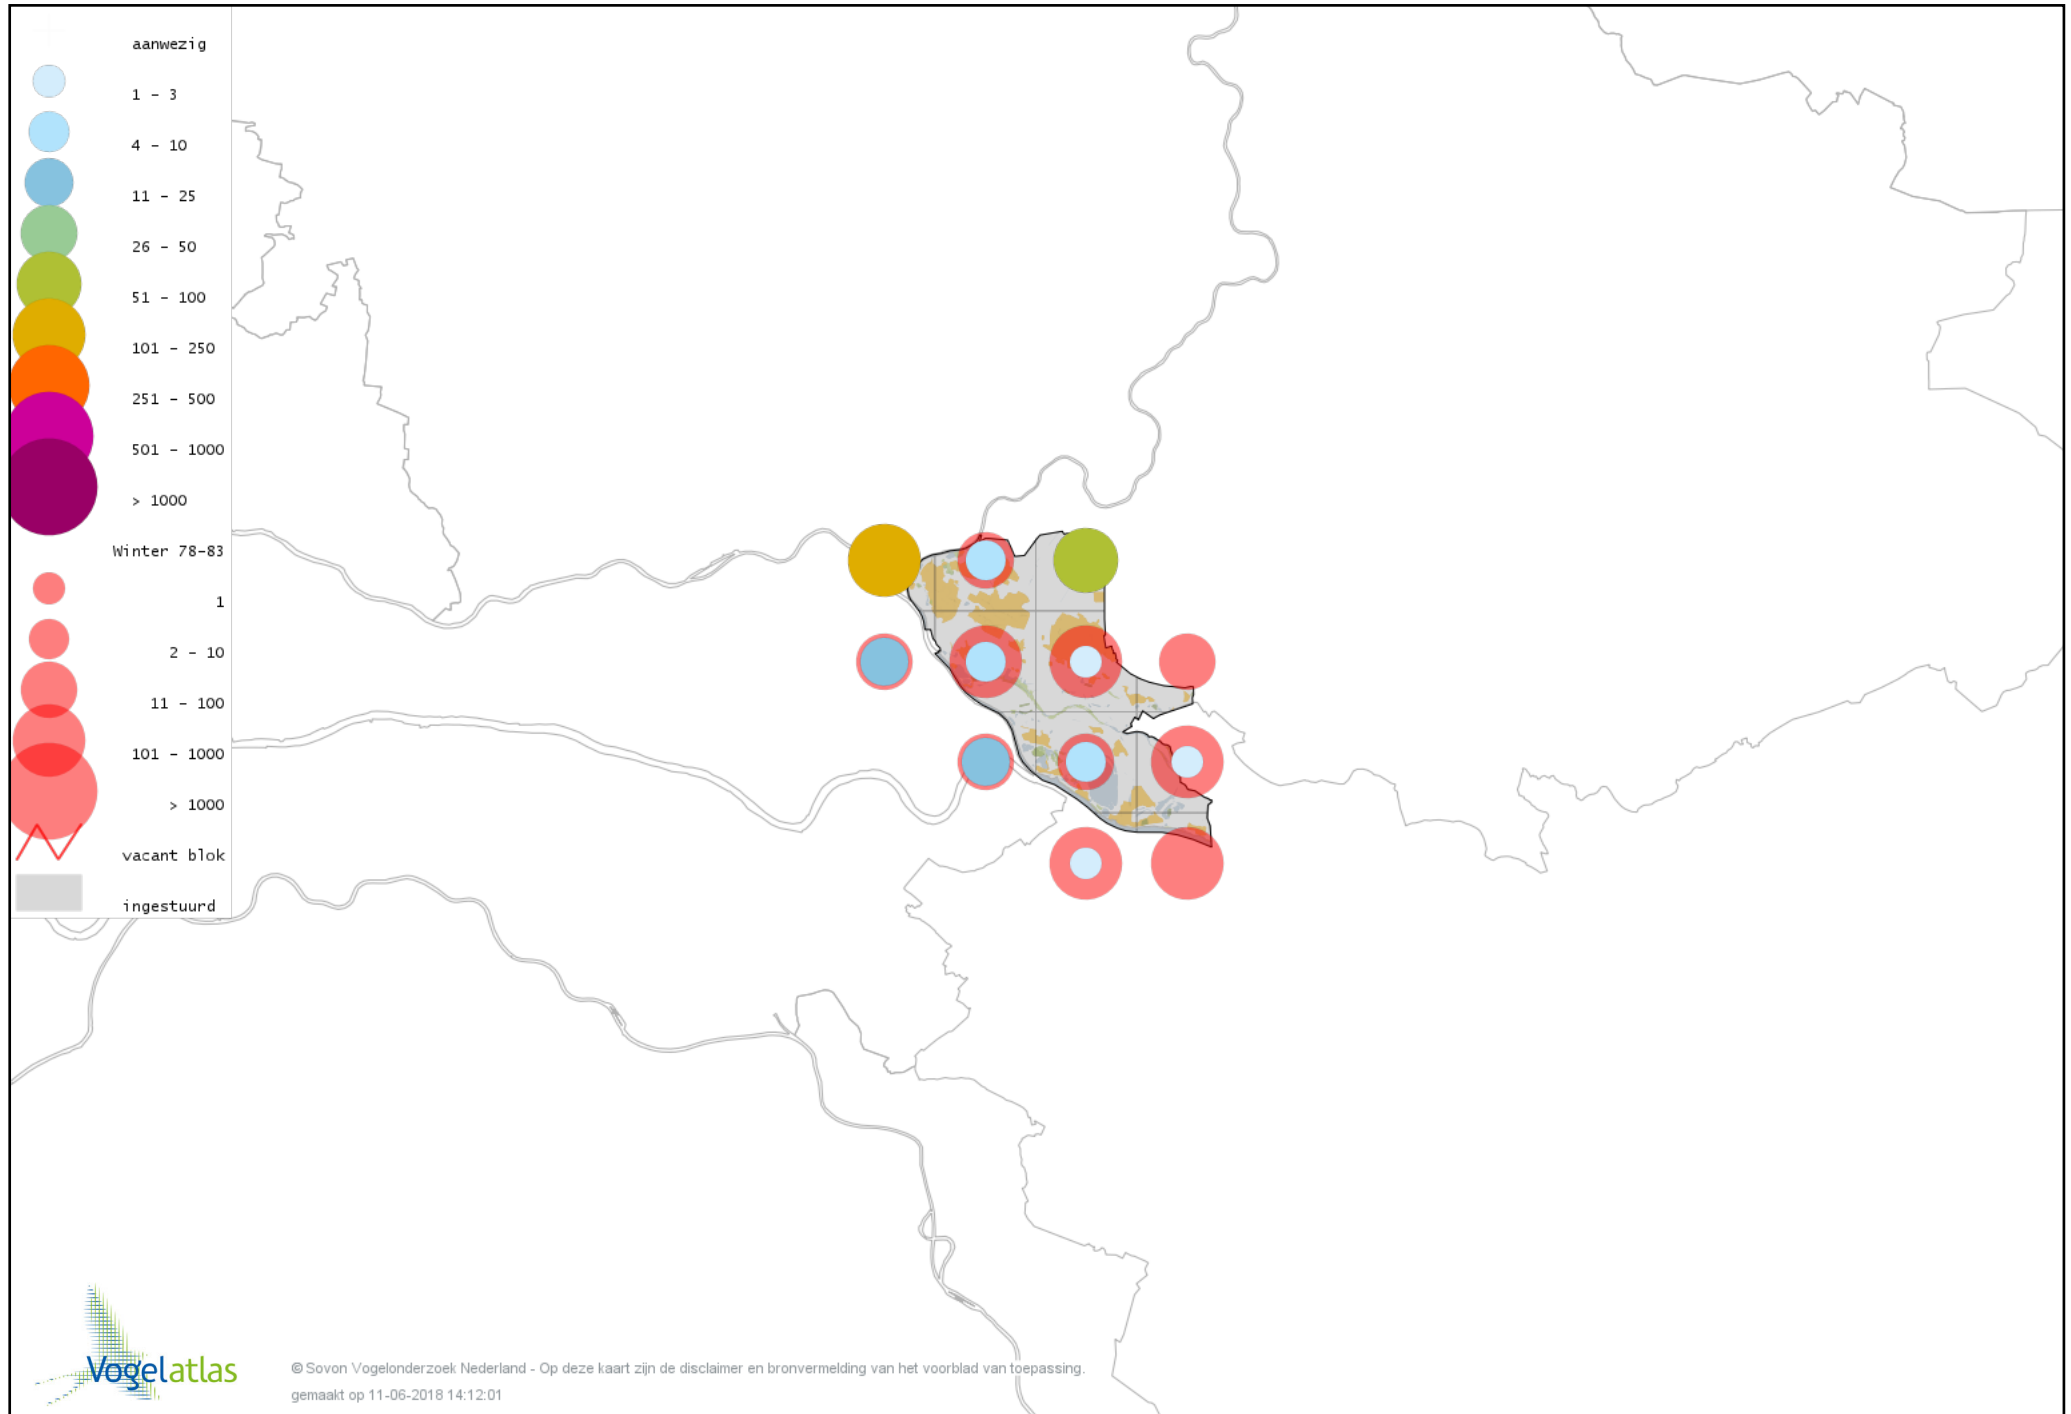 aanwezig
1 - 3
4 - 10
11 - 25
26 - 50
51 - 100
101 - 250
251 - 500
501 - 1000
> 1000
Winter 78-83
1
2 - 10
11 - 100
101 - 1000
> 1000
vacant blok
ingestuurd
Vogelatlas
© Sovon Vogelonderzoek Nederland - Op deze kaart zijn de disclaimer en bronvermelding van het voorblad van toepassing.
gemaakt op 11-06-2018 14:12:01